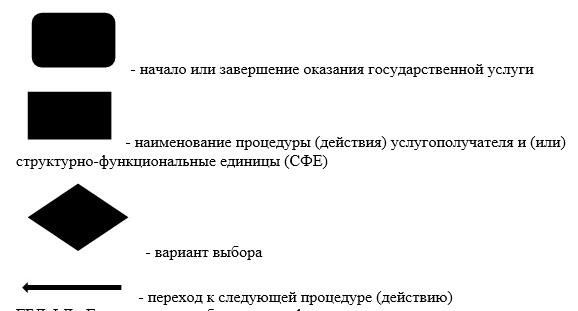 - начало или завершение оказания государственной услуги
- наименование процедуры (действия) услугополучателя и (или)
структурно-функциональные единицы (СФЕ)
- вариант выбора
- переход к следующей процедуре (действию)